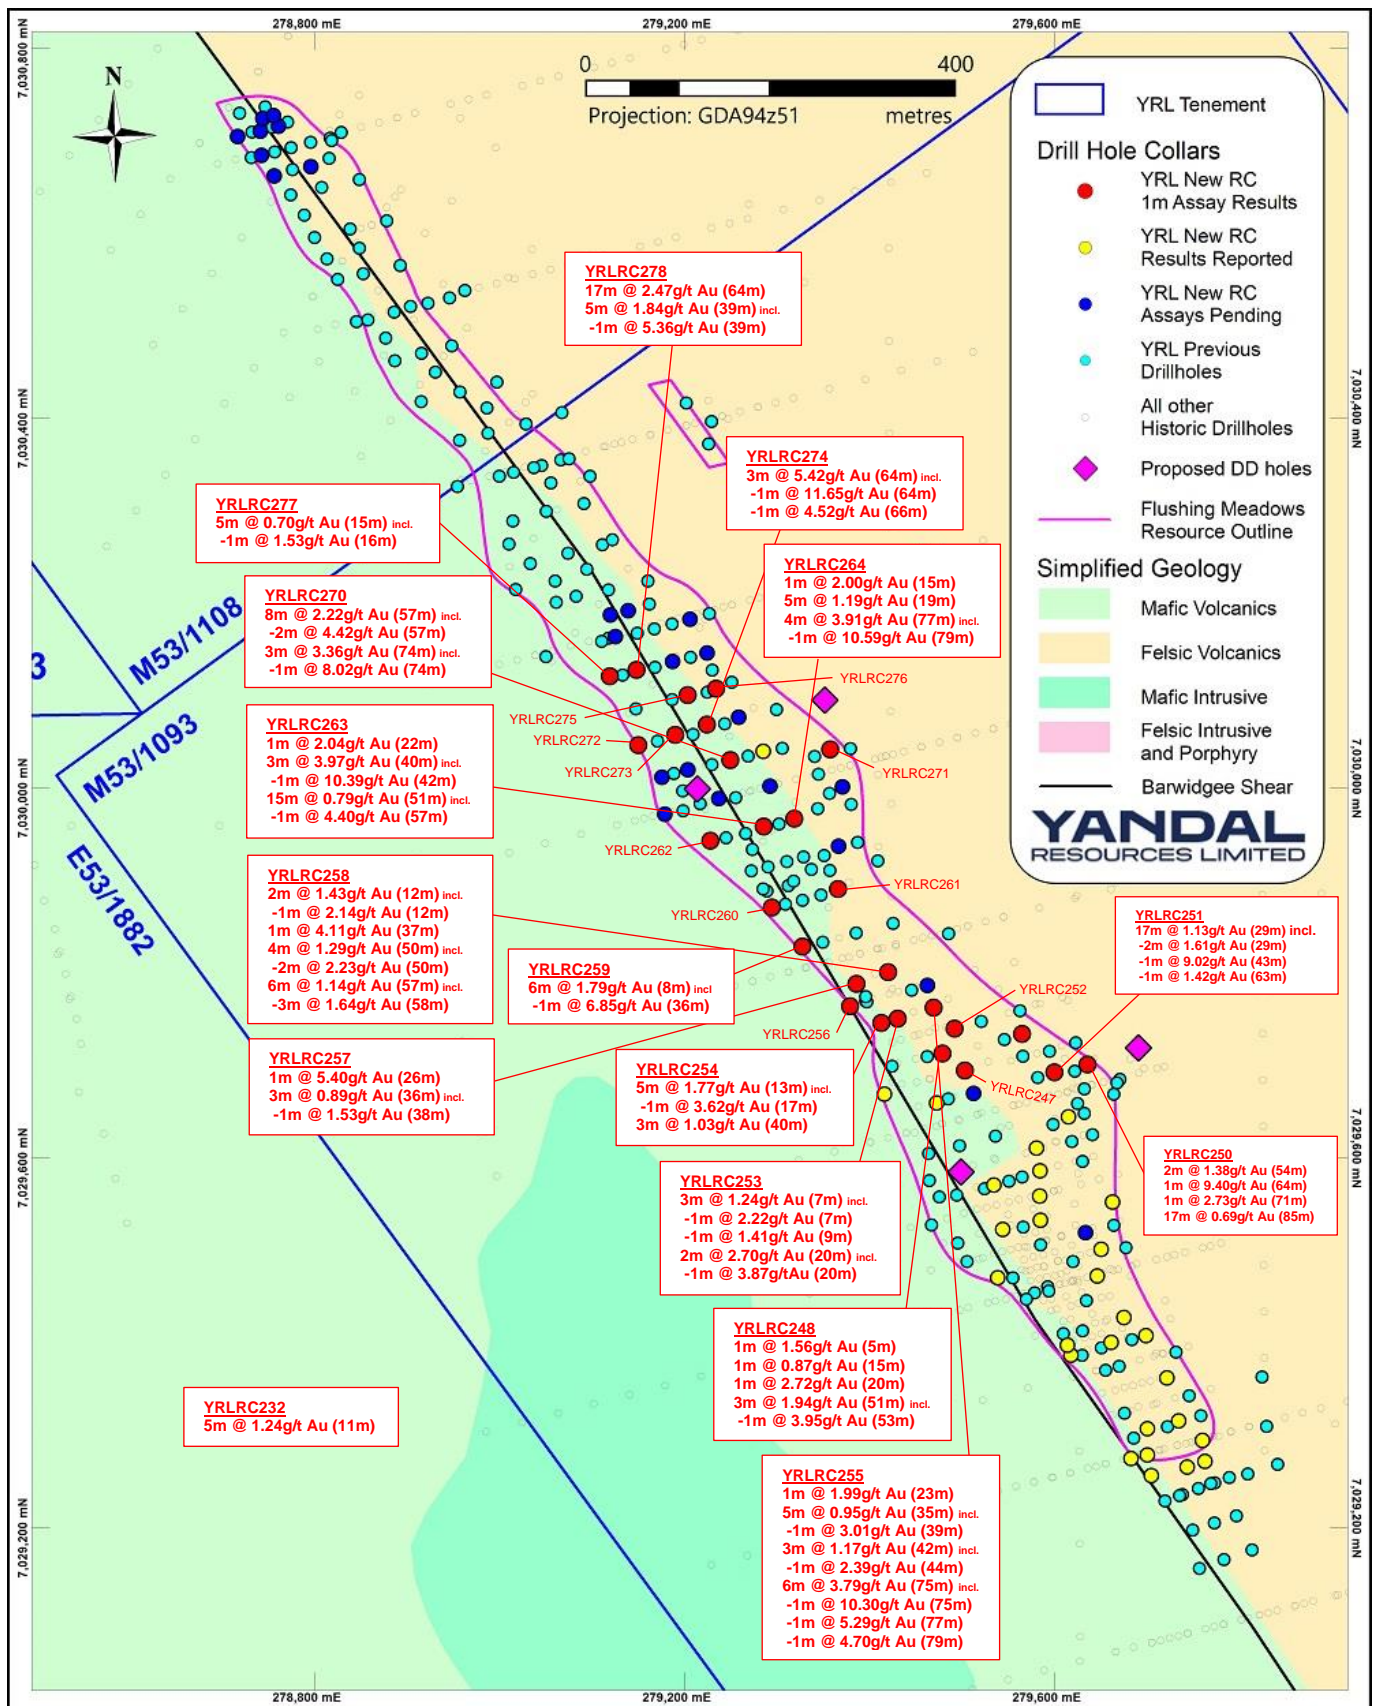 278,800 mE
279,200 mE
279,600 mE
7,030,800 mN
N
0
400
Projection: GDA94z51
metres
YRL Tenement
Drill Hole Collars
YRL New RC
1m Assay Results
YRL New RC
Results Reported
YRL New RC
Assays Pending
YRL Previous
Drillholes
All other
Historic Drillholes
Proposed DD holes
Flushing Meadows
Resource Outline
Simplified Geology
Mafic Volcanics
Felsic Volcanics
Mafic Intrusive
Felsic Intrusive
and Porphyry
Barwidgee Shear
YANDAL
RESOURCES LIMITED
YRLRC278
17m @ 2.47g/t Au (64m)
5m @ 1.84g/t Au (39m) incl.
-1m @ 5.36g/t Au (39m)
7,030,400 mN
7,030,400 mN
YRLRC274
3m @ 5.42g/t Au (64m) incl.
-1m @ 11.65g/t Au (64m)
-1m @ 4.52g/t Au (66m)
YRLRC277
5m @ 0.70g/t Au (15m) incl.
-1m @ 1.53g/t Au (16m)
YRLRC264
1m @ 2.00g/t Au (15m)
5m @ 1.19g/t Au (19m)
4m @ 3.91g/t Au (77m) incl.
-1m @ 10.59g/t Au (79m)
YRLRC270
8m @ 2.22g/t Au (57m) incl.
-2m @ 4.42g/t Au (57m)
3m @ 3.36g/t Au (74m) incl.
-1m @ 8.02g/t Au (74m)
M53/1108
3
M53/1093
E53/1882
YRLRC276
YRLRC275
YRLRC272
YRLRC273
YRLRC271
YRLRC263
1m @ 2.04g/t Au (22m)
3m @ 3.97g/t Au (40m) incl.
-1m @ 10.39g/t Au (42m)
15m @ 0.79g/t Au (51m) incl.
-1m @ 4.40g/t Au (57m)
7,030,000 mN
7,030,000 mN
YRLRC262
YRLRC261
YRLRC260
YRLRC258
2m @ 1.43g/t Au (12m) incl.
-1m @ 2.14g/t Au (12m)
1m @ 4.11g/t Au (37m)
4m @ 1.29g/t Au (50m) incl.
-2m @ 2.23g/t Au (50m)
6m @ 1.14g/t Au (57m) incl.
-3m @ 1.64g/t Au (58m)
YRLRC251
17m @ 1.13g/t Au (29m) incl.
-2m @ 1.61g/t Au (29m)
-1m @ 9.02g/t Au (43m)
-1m @ 1.42g/t Au (63m)
YRLRC259
6m @ 1.79g/t Au (8m) incl
-1m @ 6.85g/t Au (36m)
YRLRC252
YRLRC256
YRLRC257
1m @ 5.40g/t Au (26m)
3m @ 0.89g/t Au (36m) incl.
-1m @ 1.53g/t Au (38m)
YRLRC254
5m @ 1.77g/t Au (13m) incl.
-1m @ 3.62g/t Au (17m)
3m @ 1.03g/t Au (40m)
YRLRC247
7,029,600 mN
7,029,600 mN
YRLRC250
2m @ 1.38g/t Au (54m)
1m @ 9.40g/t Au (64m)
1m @ 2.73g/t Au (71m)
17m @ 0.69g/t Au (85m)
YRLRC253
3m @ 1.24g/t Au (7m) incl.
-1m @ 2.22g/t Au (7m)
-1m @ 1.41g/t Au (9m)
2m @ 2.70g/t Au (20m) incl.
-1m @ 3.87g/tAu (20m)
YRLRC248
1m @ 1.56g/t Au (5m)
1m @ 0.87g/t Au (15m)
1m @ 2.72g/t Au (20m)
3m @ 1.94g/t Au (51m) incl.
-1m @ 3.95g/t Au (53m)
YRLRC232
5m @ 1.24g/t Au (11m)
YRLRC255
1m @ 1.99g/t Au (23m)
5m @ 0.95g/t Au (35m) incl.
-1m @ 3.01g/t Au (39m)
3m @ 1.17g/t Au (42m) incl.
-1m @ 2.39g/t Au (44m)
6m @ 3.79g/t Au (75m) incl.
-1m @ 10.30g/t Au (75m)
-1m @ 5.29g/t Au (77m)
-1m @ 4.70g/t Au (79m)
7,029,200 mN
7,029,200 mN
278,800 mE
279,200 mE
279,600 mE